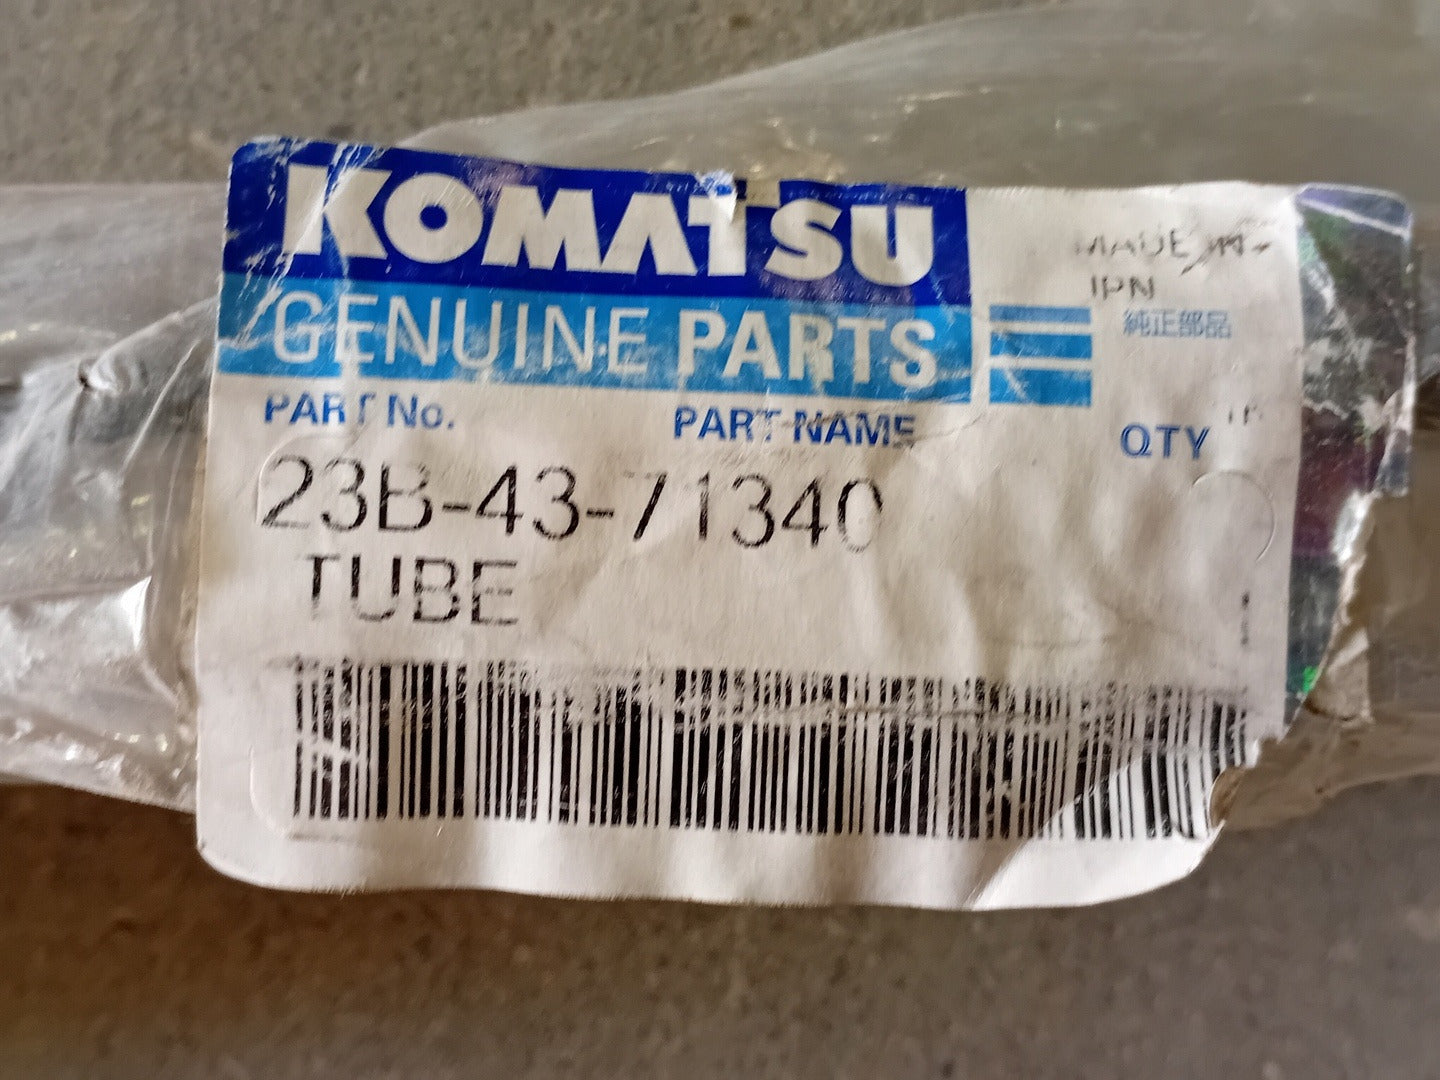 KOMATSU
GENUINE PARTS
MADE IN
JPN
純正部品
PART No.
PART NAME
QTY
23B-43-71340
TUBE